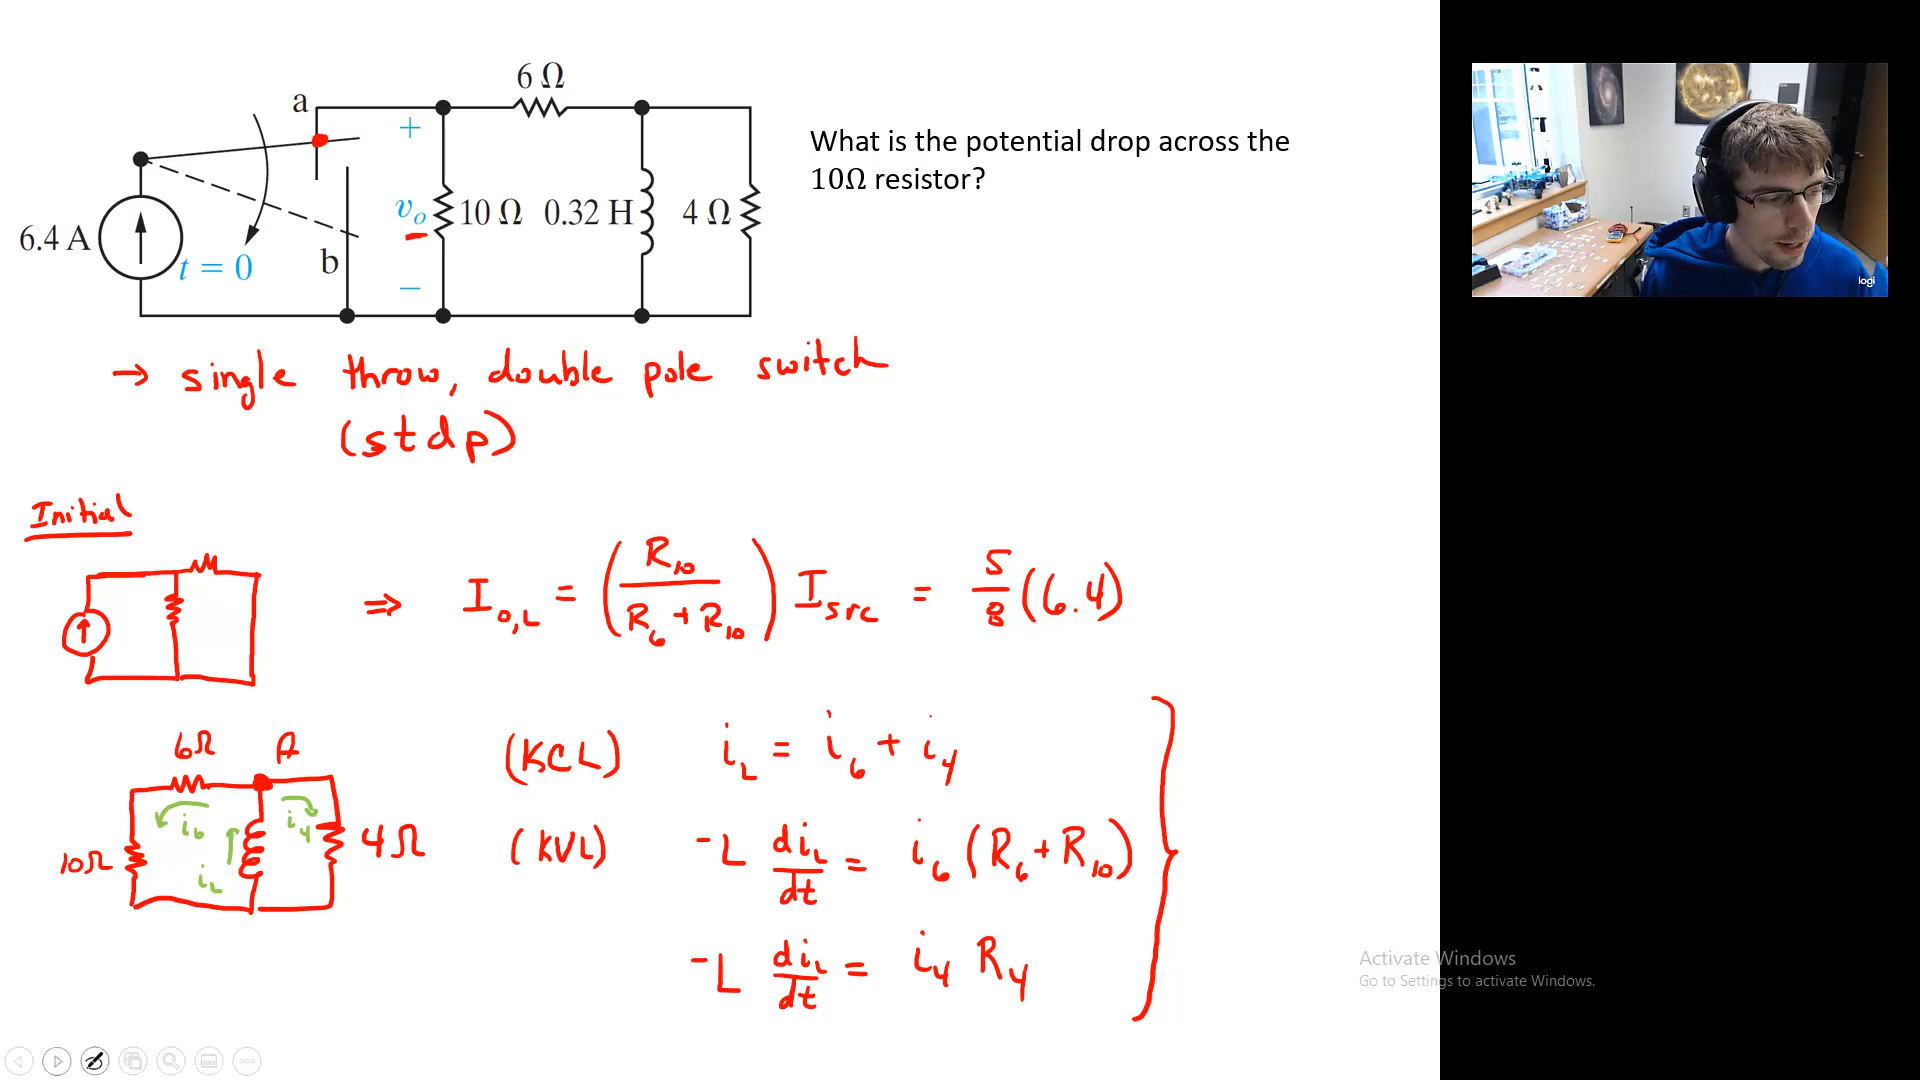 6 Ω
a
+
What is the potential drop across the
10Ω resistor?
6.4 A
v_o
10 Ω
0.32 H
4 Ω
t = 0
b
−
→ single throw, double pole switch
(stdp)
Initial
⇒ I_{0,L} = (R_10 / (R_6 + R_10)) I_src = 5/8 (6.4)
6Ω A
10Ω
i_6
i_4
i_L
4Ω
(KCL) i_L = i_6 + i_4
(KVL) -L di_L/dt = i_6 (R_6 + R_10)
-L di_L/dt = i_4 R_4
logi
Activate Windows
Go to Settings to activate Windows.